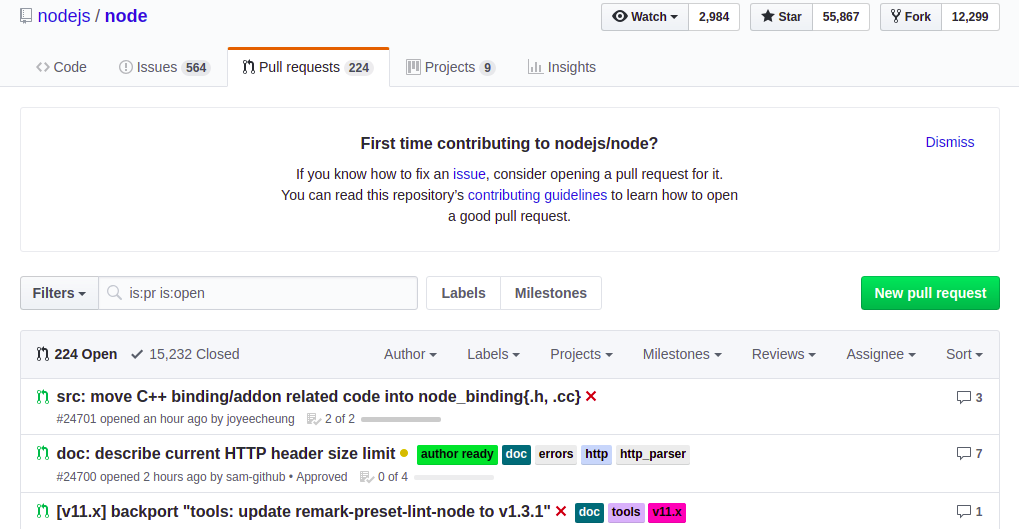 nodejs / node Watch 2,984 Star 55,867 Fork 12,299
Code Issues 564 Pull requests 224 Projects 9 Insights
First time contributing to nodejs/node? Dismiss
If you know how to fix an issue, consider opening a pull request for it.
You can read this repository's contributing guidelines to learn how to open
a good pull request.
Filters is:pr is:open Labels Milestones New pull request
224 Open 15,232 Closed Author Labels Projects Milestones Reviews Assignee Sort
src: move C++ binding/addon related code into node_binding{.h, .cc} 3
#24701 opened an hour ago by joyeecheung 2 of 2
doc: describe current HTTP header size limit author ready doc errors http http_parser 7
#24700 opened 2 hours ago by sam-github • Approved 0 of 4
[v11.x] backport "tools: update remark-preset-lint-node to v1.3.1" doc tools v11.x 1